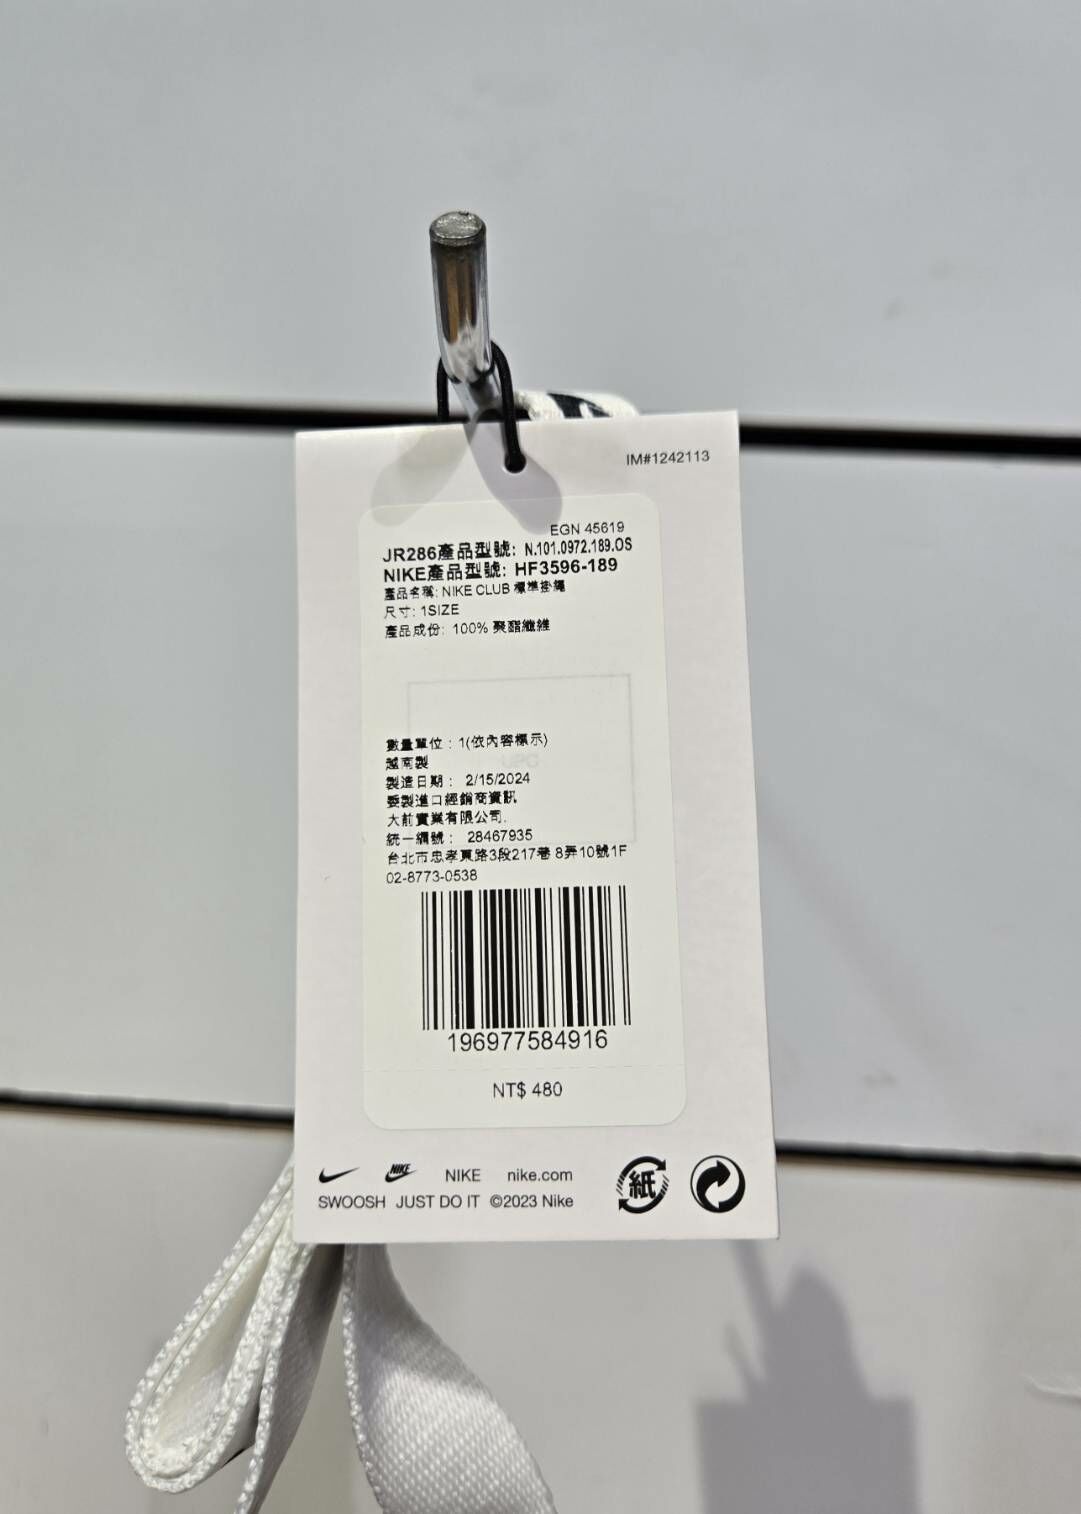 IM#1242113
EGN 45619
JR286產品型號: N.101.0972.189.OS
NIKE產品型號: HF3596-189
產品名稱: NIKE CLUB 標準掛繩
尺寸: 1SIZE
產品成份: 100% 聚酯纖維
數量單位：1(依內容標示)
越南製
製造日期： 2/15/2024
委製進口經銷商資訊
大前實業有限公司.
統一編號： 28467935
台北市忠孝東路3段217巷 8弄10號1F
02-8773-0538
196977584916
NT$ 480
NIKE NIKE nike.com
SWOOSH JUST DO IT ©2023 Nike
紙